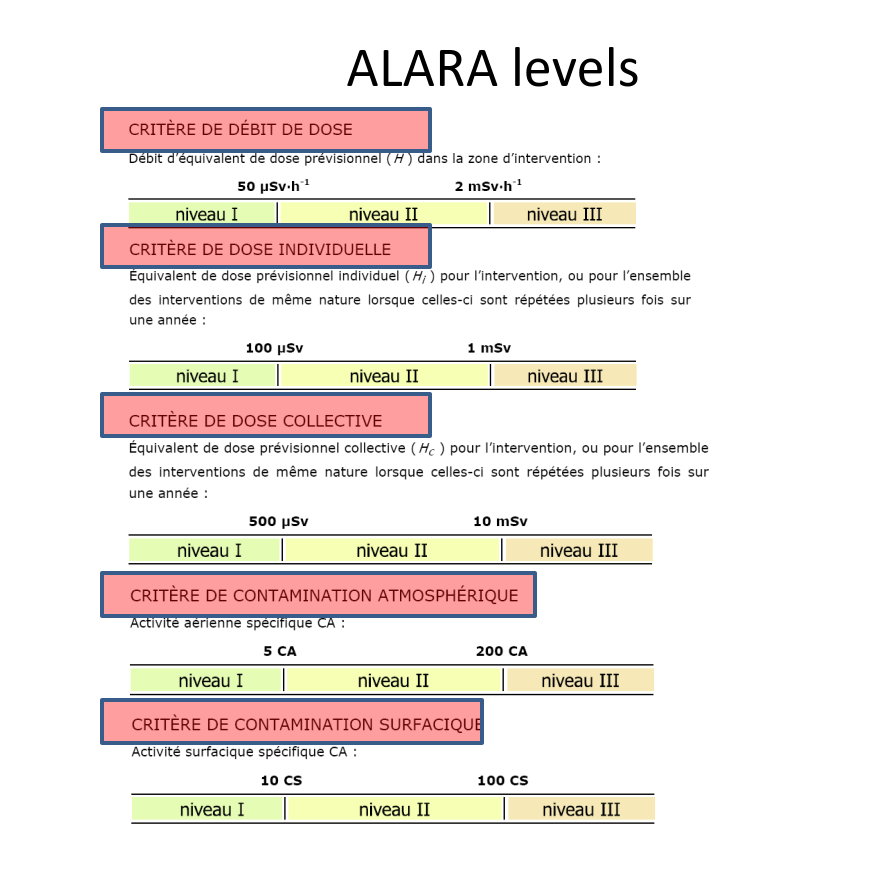 ALARA levels
CRITÈRE DE DÉBIT DE DOSE
Débit d'équivalent de dose prévisionnel ( H ) dans la zone d'intervention :
50 µSv·h⁻¹ 2 mSv·h⁻¹
niveau I niveau II niveau III
CRITÈRE DE DOSE INDIVIDUELLE
Équivalent de dose prévisionnel individuel ( Hi ) pour l'intervention, ou pour l'ensemble
des interventions de même nature lorsque celles-ci sont répétées plusieurs fois sur
une année :
100 µSv 1 mSv
niveau I niveau II niveau III
CRITÈRE DE DOSE COLLECTIVE
Équivalent de dose prévisionnel collective ( Hc ) pour l'intervention, ou pour l'ensemble
des interventions de même nature lorsque celles-ci sont répétées plusieurs fois sur
une année :
500 µSv 10 mSv
niveau I niveau II niveau III
CRITÈRE DE CONTAMINATION ATMOSPHÉRIQUE
Activité aérienne spécifique CA :
5 CA 200 CA
niveau I niveau II niveau III
CRITÈRE DE CONTAMINATION SURFACIQUE
Activité surfacique spécifique CA :
10 CS 100 CS
niveau I niveau II niveau III